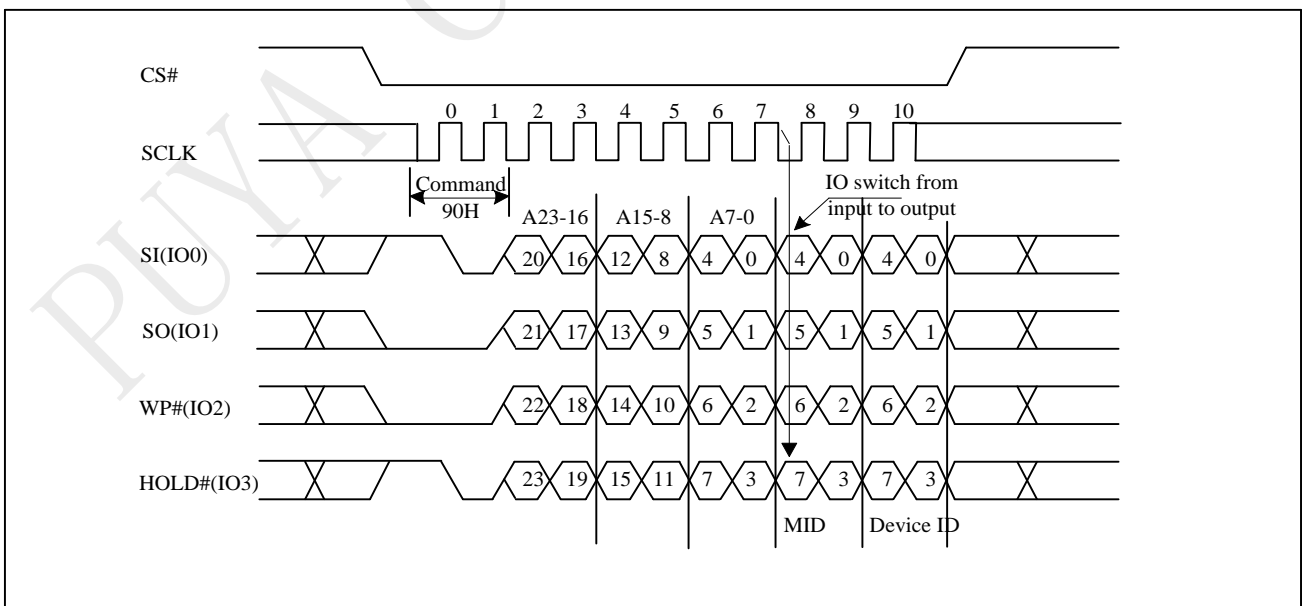 CS#
0 1 2 3 4 5 6 7 8 9 10
SCLK
Command
90H
IO switch from
input to output
A23-16 A15-8 A7-0
SI(IO0) 20 16 12 8 4 0 4 0 4 0
SO(IO1) 21 17 13 9 5 1 5 1 5 1
WP#(IO2) 22 18 14 10 6 2 6 2 6 2
HOLD#(IO3) 23 19 15 11 7 3 7 3 7 3
MID Device ID
PUYA